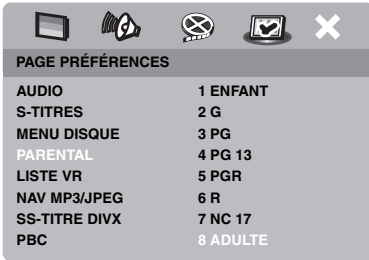 PAGE PRÉFÉRENCES
AUDIO 1 ENFANT
S-TITRES 2 G
MENU DISQUE 3 PG
PARENTAL 4 PG 13
LISTE VR 5 PGR
NAV MP3/JPEG 6 R
SS-TITRE DIVX 7 NC 17
PBC 8 ADULTE